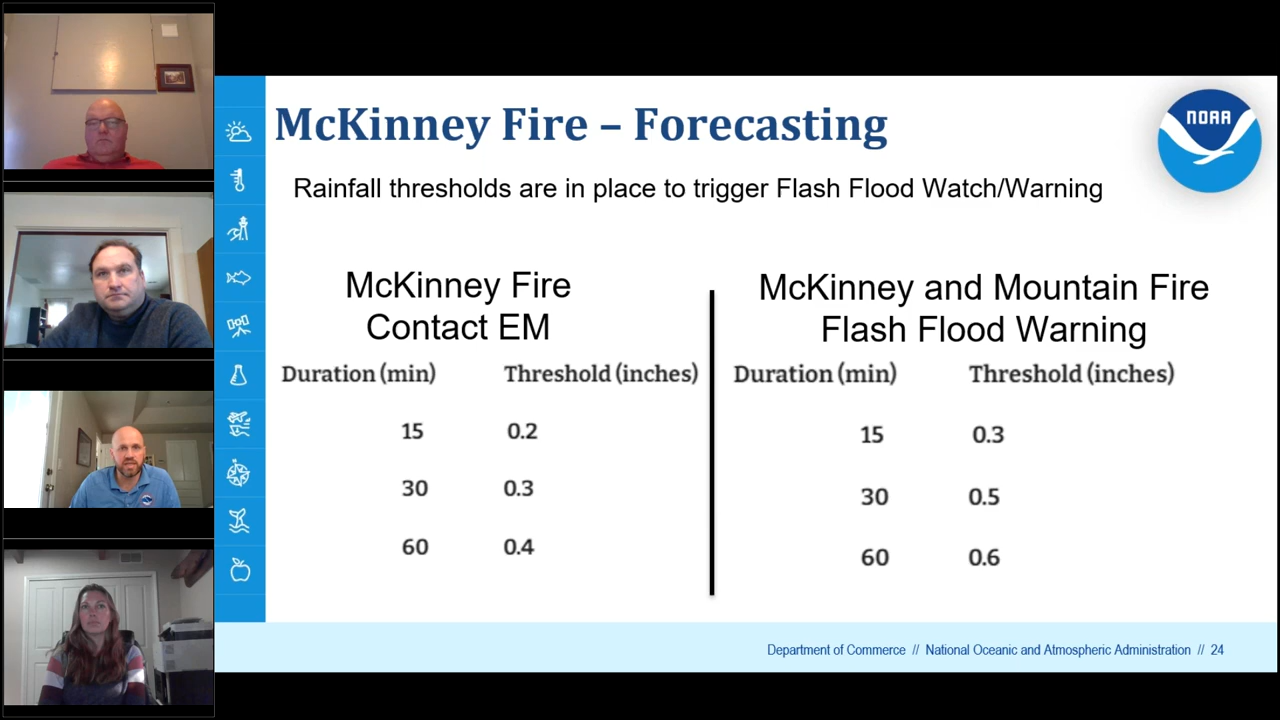 McKinney Fire – Forecasting
NOAA
Rainfall thresholds are in place to trigger Flash Flood Watch/Warning
McKinney Fire
Contact EM
Duration (min) Threshold (inches)
15 0.2
30 0.3
60 0.4
McKinney and Mountain Fire
Flash Flood Warning
Duration (min) Threshold (inches)
15 0.3
30 0.5
60 0.6
Department of Commerce // National Oceanic and Atmospheric Administration // 24